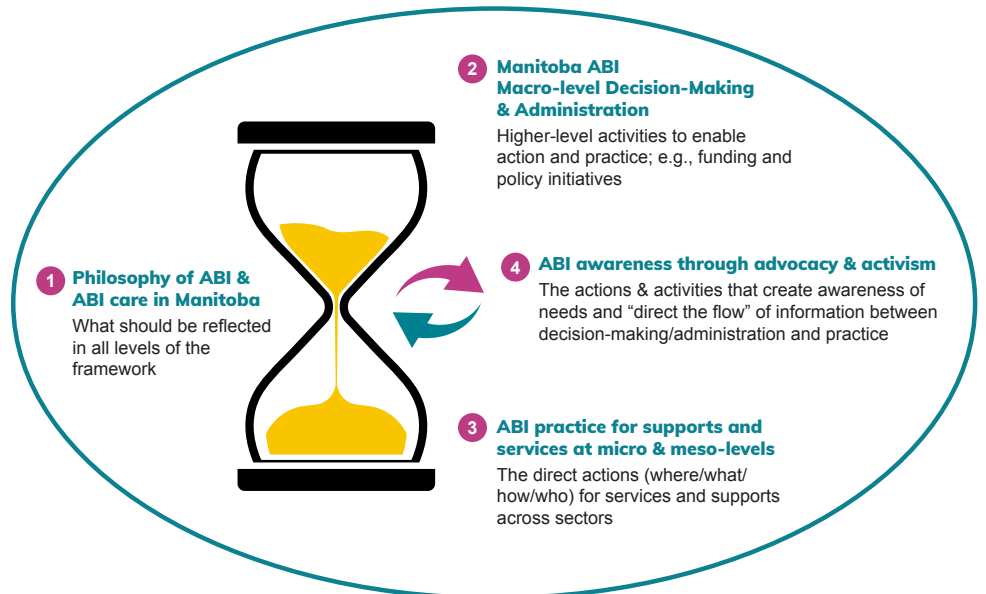 1 Philosophy of ABI &
ABI care in Manitoba
What should be reflected
in all levels of the
framework
2 Manitoba ABI
Macro-level Decision-Making
& Administration
Higher-level activities to enable
action and practice; e.g., funding and
policy initiatives
4 ABI awareness through advocacy & activism
The actions & activities that create awareness of
needs and “direct the flow” of information between
decision-making/administration and practice
3 ABI practice for supports and
services at micro & meso-levels
The direct actions (where/what/
how/who) for services and supports
across sectors